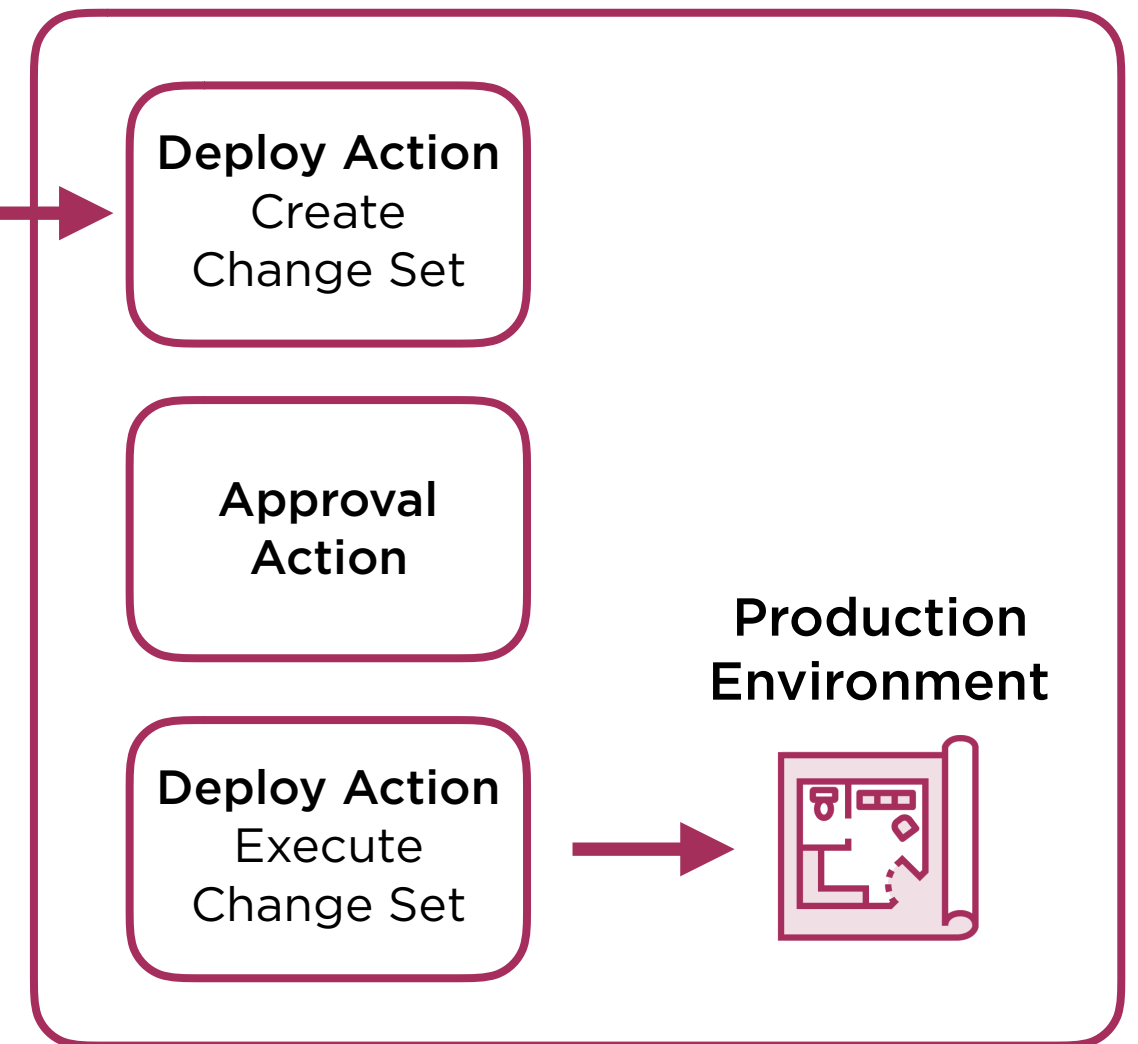 Deploy Action
Create
Change Set
Approval
Action
Production
Environment
Deploy Action
Execute
Change Set